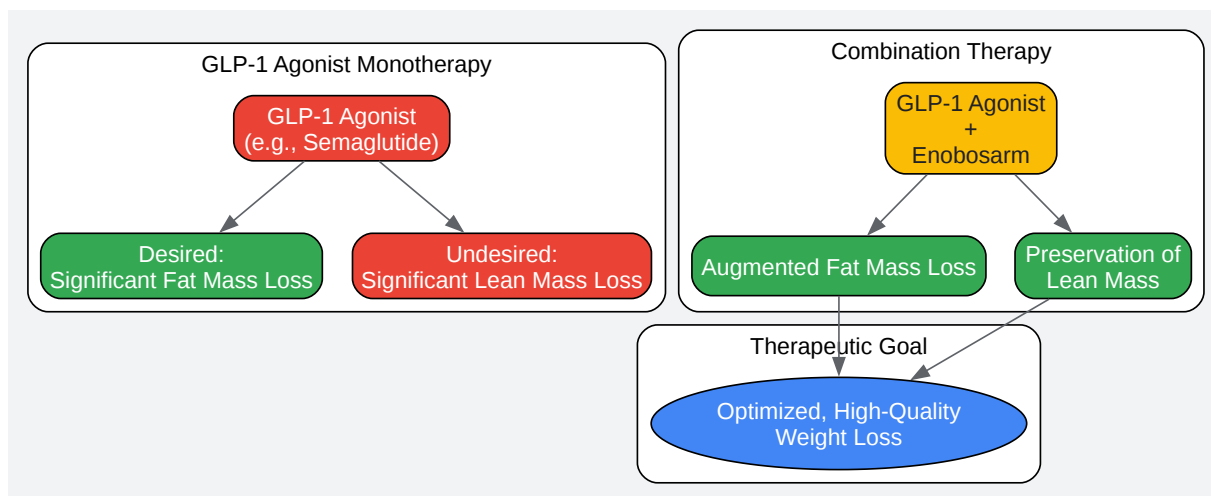 GLP-1 Agonist Monotherapy
GLP-1 Agonist
(e.g., Semaglutide)
Desired:
Significant Fat Mass Loss
Undesired:
Significant Lean Mass Loss
Combination Therapy
GLP-1 Agonist
+
Enobosarm
Augmented Fat Mass Loss
Preservation of
Lean Mass
Therapeutic Goal
Optimized, High-Quality
Weight Loss